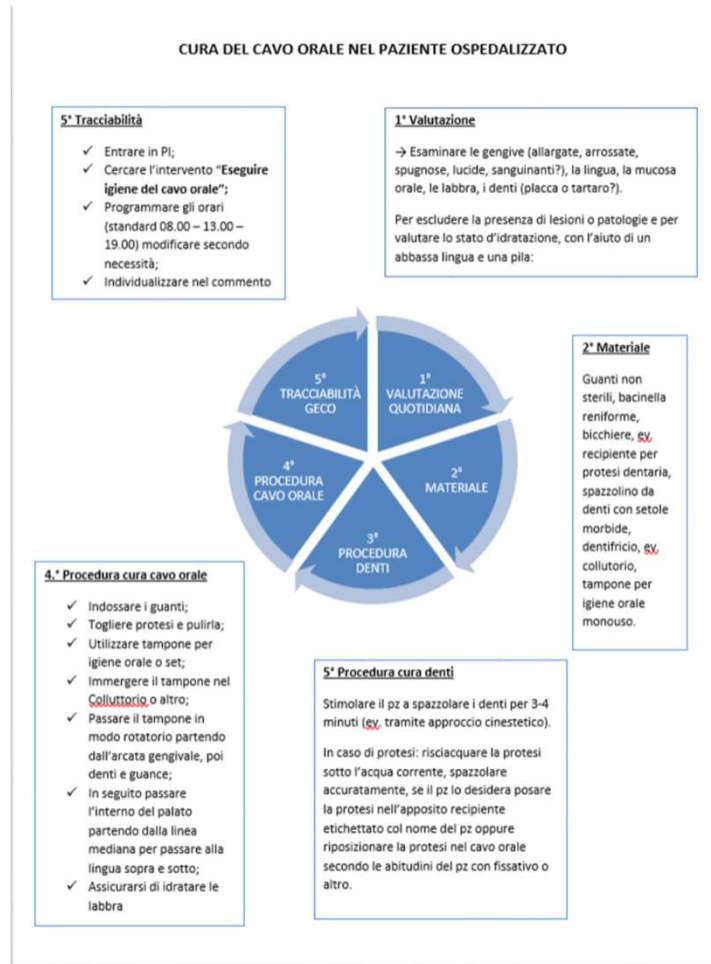 CURA DEL CAVO ORALE NEL PAZIENTE OSPEDALIZZATO
5° Tracciabilità
✓ Entrare in PI;
✓ Cercare l'intervento "Eseguire
igiene del cavo orale";
✓ Programmare gli orari
(standard 08.00 – 13.00 –
19.00) modificare secondo
necessità;
✓ Individualizzare nel commento
1° Valutazione
→ Esaminare le gengive (allargate, arrossate,
spugnose, lucide, sanguinanti?), la lingua, la mucosa
orale, le labbra, i denti (placca o tartaro?).
Per escludere la presenza di lesioni o patologie e per
valutare lo stato d'idratazione, con l'aiuto di un
abbassa lingua e una pila:
5°
TRACCIABILITÀ
GECO
1°
VALUTAZIONE
QUOTIDIANA
4°
PROCEDURA
CAVO ORALE
2°
MATERIALE
3°
PROCEDURA
DENTI
2° Materiale
Guanti non
sterili, bacinella
reniforme,
bicchiere, ev.
recipiente per
protesi dentaria,
spazzolino da
denti con setole
morbide,
dentifricio, ev.
collutorio,
tampone per
igiene orale
monouso.
4.° Procedura cura cavo orale
✓ Indossare i guanti;
✓ Togliere protesi e pulirla;
✓ Utilizzare tampone per
igiene orale o set;
✓ Immergere il tampone nel
Colluttorio o altro;
✓ Passare il tampone in
modo rotatorio partendo
dall'arcata gengivale, poi
denti e guance;
✓ In seguito passare
l'interno del palato
partendo dalla linea
mediana per passare alla
lingua sopra e sotto;
✓ Assicurarsi di idratare le
labbra
5° Procedura cura denti
Stimolare il pz a spazzolare i denti per 3-4
minuti (ev. tramite approccio cinestetico).
In caso di protesi: risciacquare la protesi
sotto l'acqua corrente, spazzolare
accuratamente, se il pz lo desidera posare
la protesi nell'apposito recipiente
etichettato col nome del pz oppure
riposizionare la protesi nel cavo orale
secondo le abitudini del pz con fissativo o
altro.